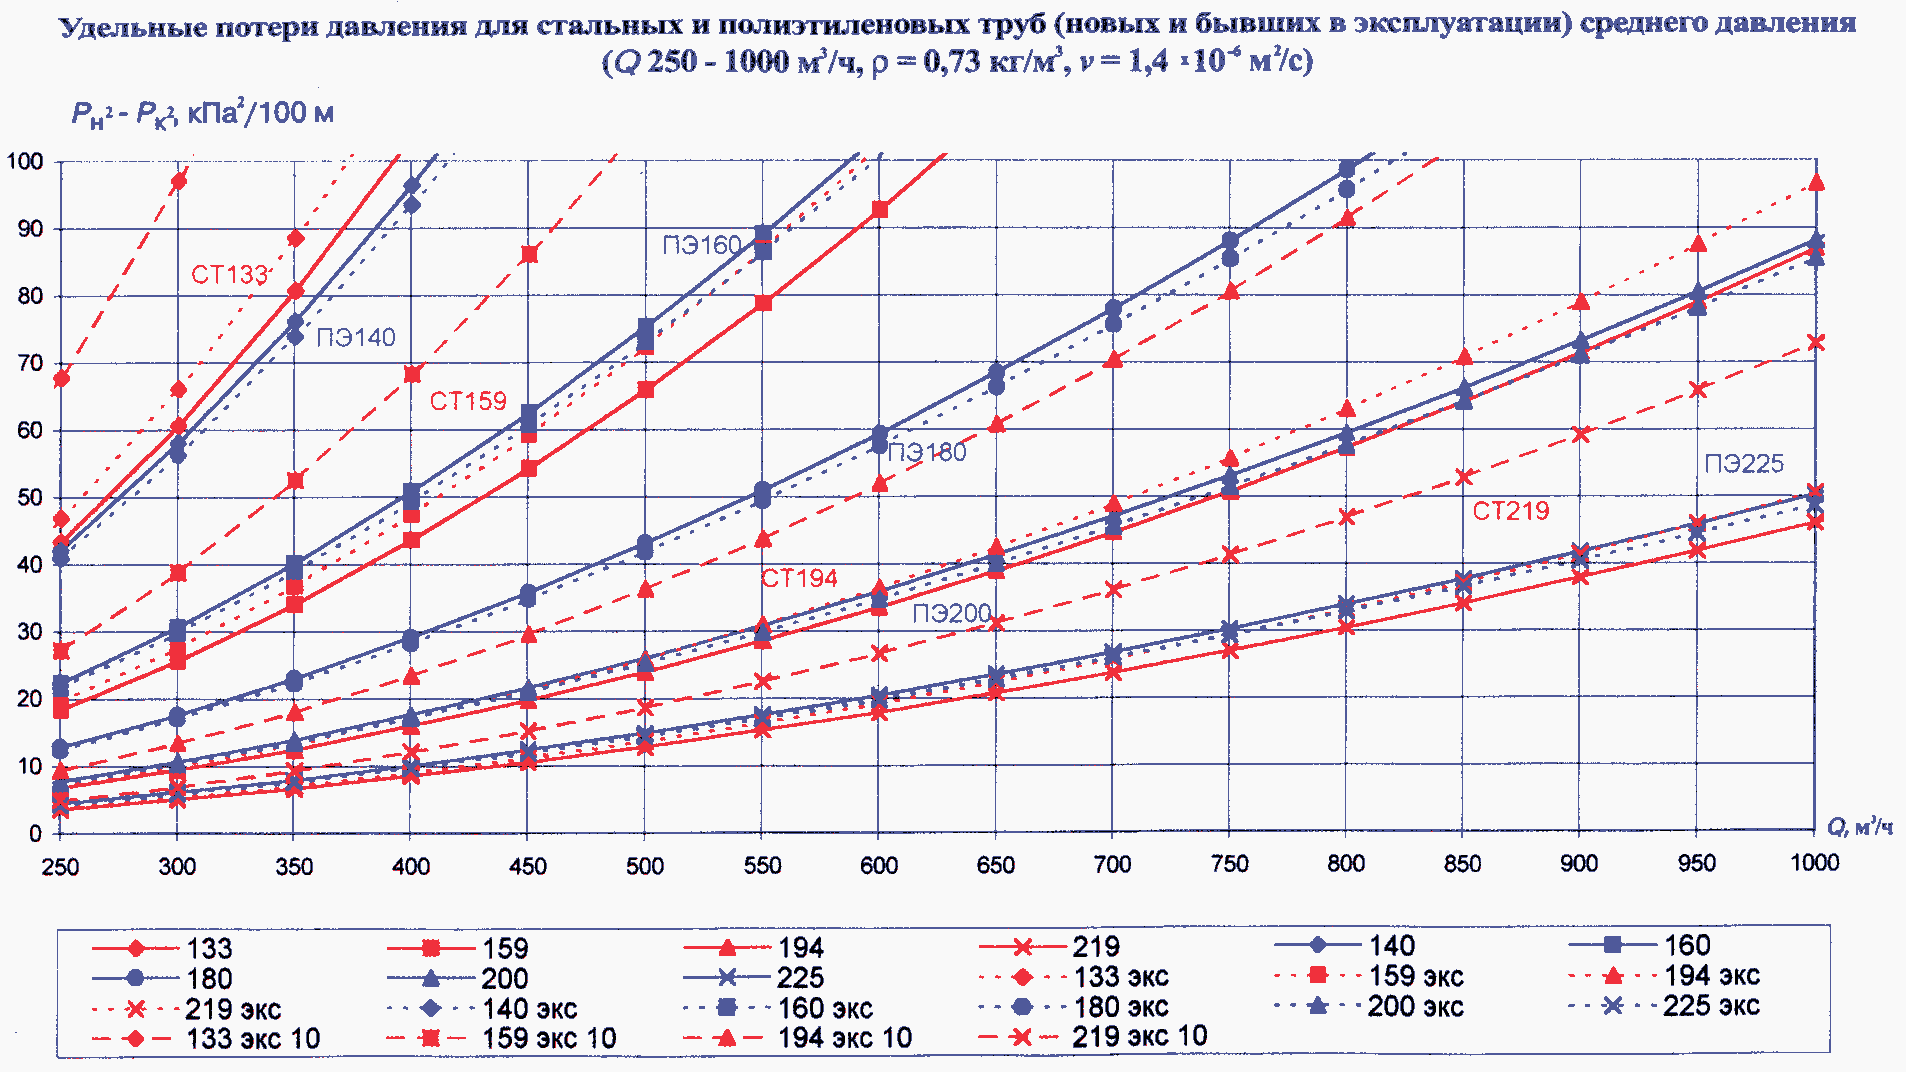 Удельные потери давления для стальных и полиэтиленовых труб (новых и бывших в эксплуатации) среднего давления
(Q 250 - 1000 м³/ч, ρ = 0,73 кг/м³, ν = 1,4 ×10⁻⁶ м²/с)
Pн² - Pк², кПа²/100 м
100
90
80
70
60
50
40
30
20
10
0
СТ133
ПЭ140
СТ159
ПЭ160
ПЭ180
СТ194
ПЭ200
СТ219
ПЭ225
Q, м³/ч
250 300 350 400 450 500 550 600 650 700 750 800 850 900 950 1000
133 159 194 219 140 160
180 200 225 133 экс 159 экс 194 экс
219 экс 140 экс 160 экс 180 экс 200 экс 225 экс
133 экс 10 159 экс 10 194 экс 10 219 экс 10